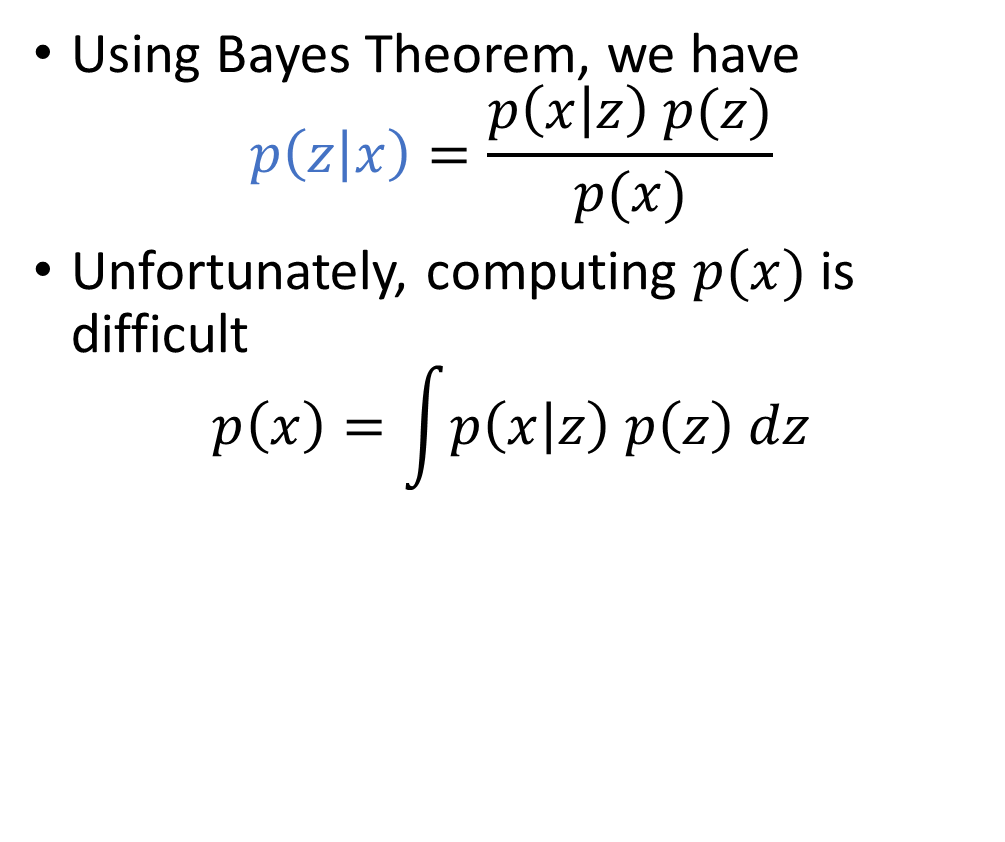 • Using Bayes Theorem, we have
p(z|x) = p(x|z) p(z) / p(x)
• Unfortunately, computing p(x) is
difficult
p(x) = ∫ p(x|z) p(z) dz